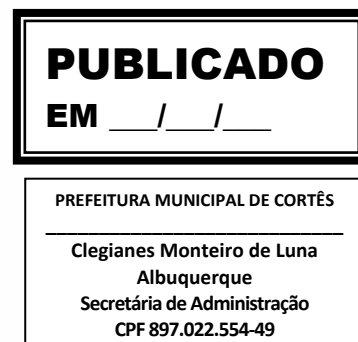 PUBLICADO
EM ___/___/___
PREFEITURA MUNICIPAL DE CORTÊS
______________________________
Clegianes Monteiro de Luna
Albuquerque
Secretária de Administração
CPF 897.022.554-49